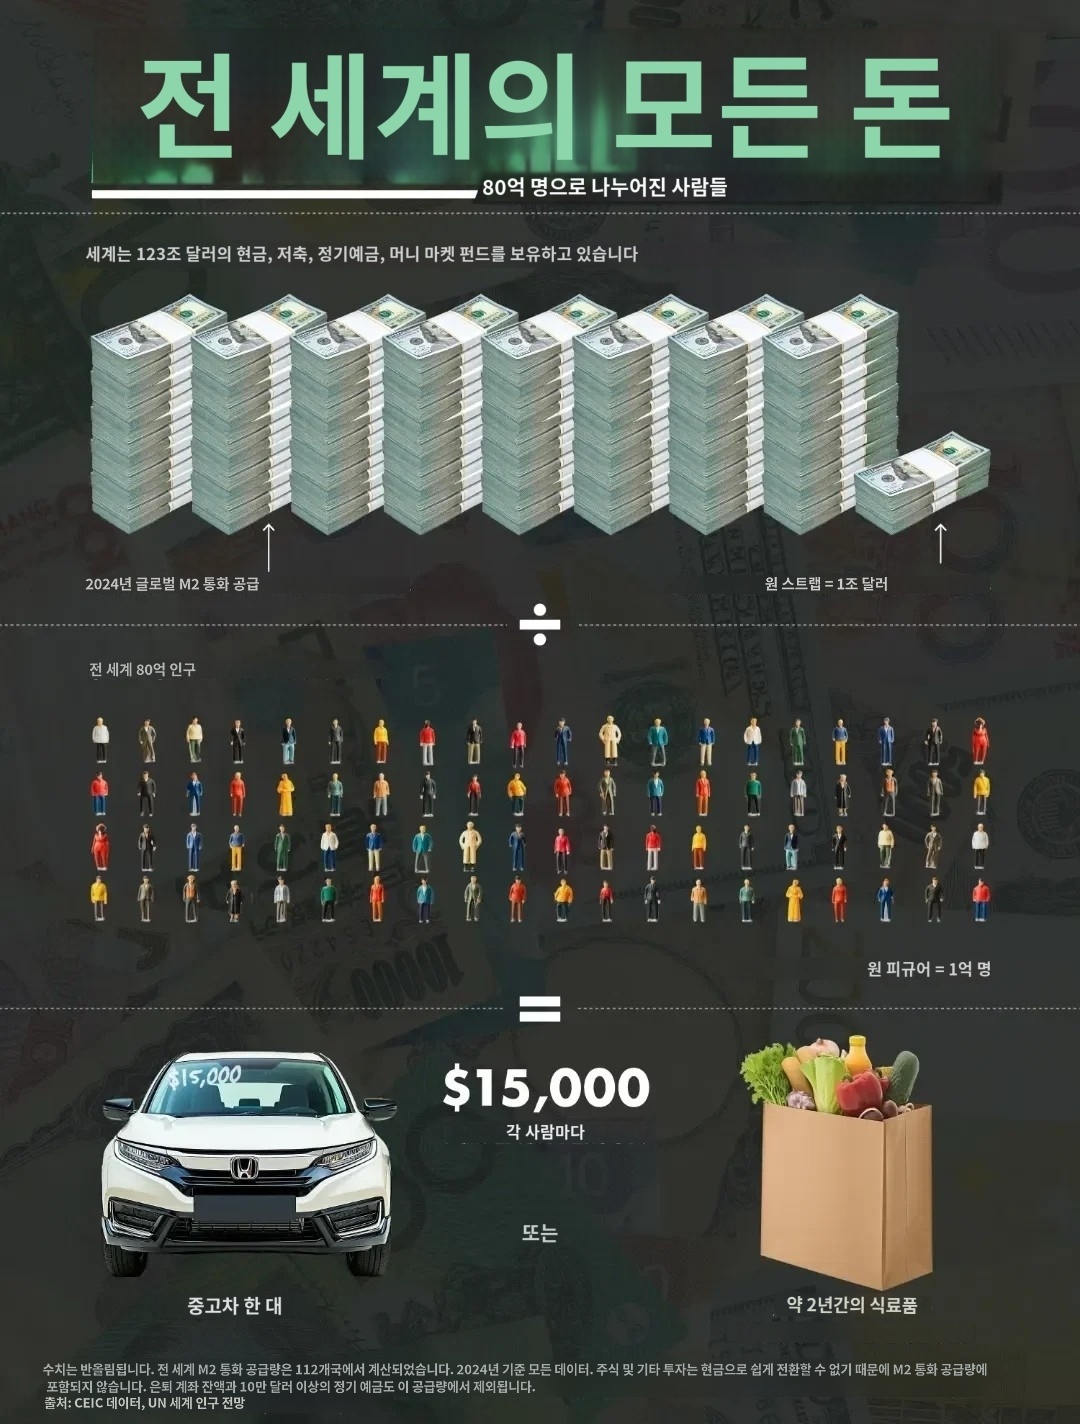 전 세계의 모든 돈
80억 명으로 나누어진 사람들
세계는 123조 달러의 현금, 저축, 정기예금, 머니 마켓 펀드를 보유하고 있습니다
2024년 글로벌 M2 통화 공급
원 스트랩 = 1조 달러
÷
전 세계 80억 인구
원 피규어 = 1억 명
=
$15,000
$15,000
각 사람마다
또는
중고차 한 대
약 2년간의 식료품
수치는 반올림됩니다. 전 세계 M2 통화 공급량은 112개국에서 계산되었습니다. 2024년 기준 모든 데이터. 주식 및 기타 투자는 현금으로 쉽게 전환할 수 없기 때문에 M2 통화 공급량에
포함되지 않습니다. 은퇴 계좌 잔액과 10만 달러 이상의 정기 예금도 이 공급량에서 제외됩니다.
출처: CEIC 데이터, UN 세계 인구 전망